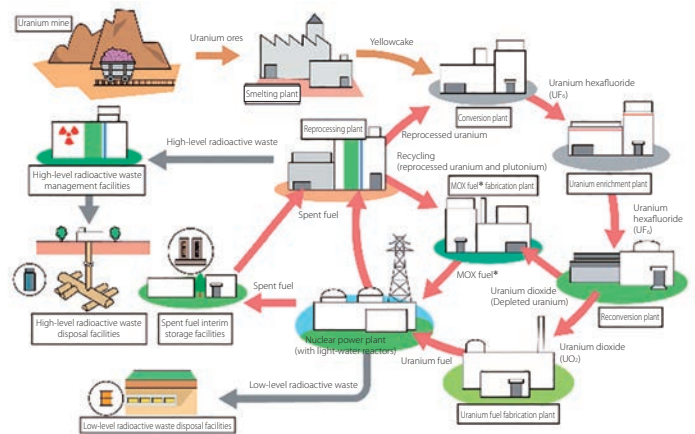 Uranium mine
Uranium ores
Smelting plant
Yellowcake
Conversion plant
Uranium hexafluoride
(UF₆)
Uranium enrichment plant
Reprocessing plant
Reprocessed uranium
High-level radioactive waste
High-level radioactive waste
management facilities
Recycling
(reprocessed uranium and plutonium)
MOX fuel* fabrication plant
Uranium
hexafluoride
(UF₆)
Spent fuel
MOX fuel*
Uranium dioxide
(Depleted uranium)
Reconversion plant
Spent fuel
High-level radioactive waste
disposal facilities
Spent fuel interim
storage facilities
Nuclear power plant
(with light-water reactors)
Uranium fuel
Uranium dioxide
(UO₂)
Uranium fuel fabrication plant
Low-level radioactive waste
Low-level radioactive waste disposal facilities